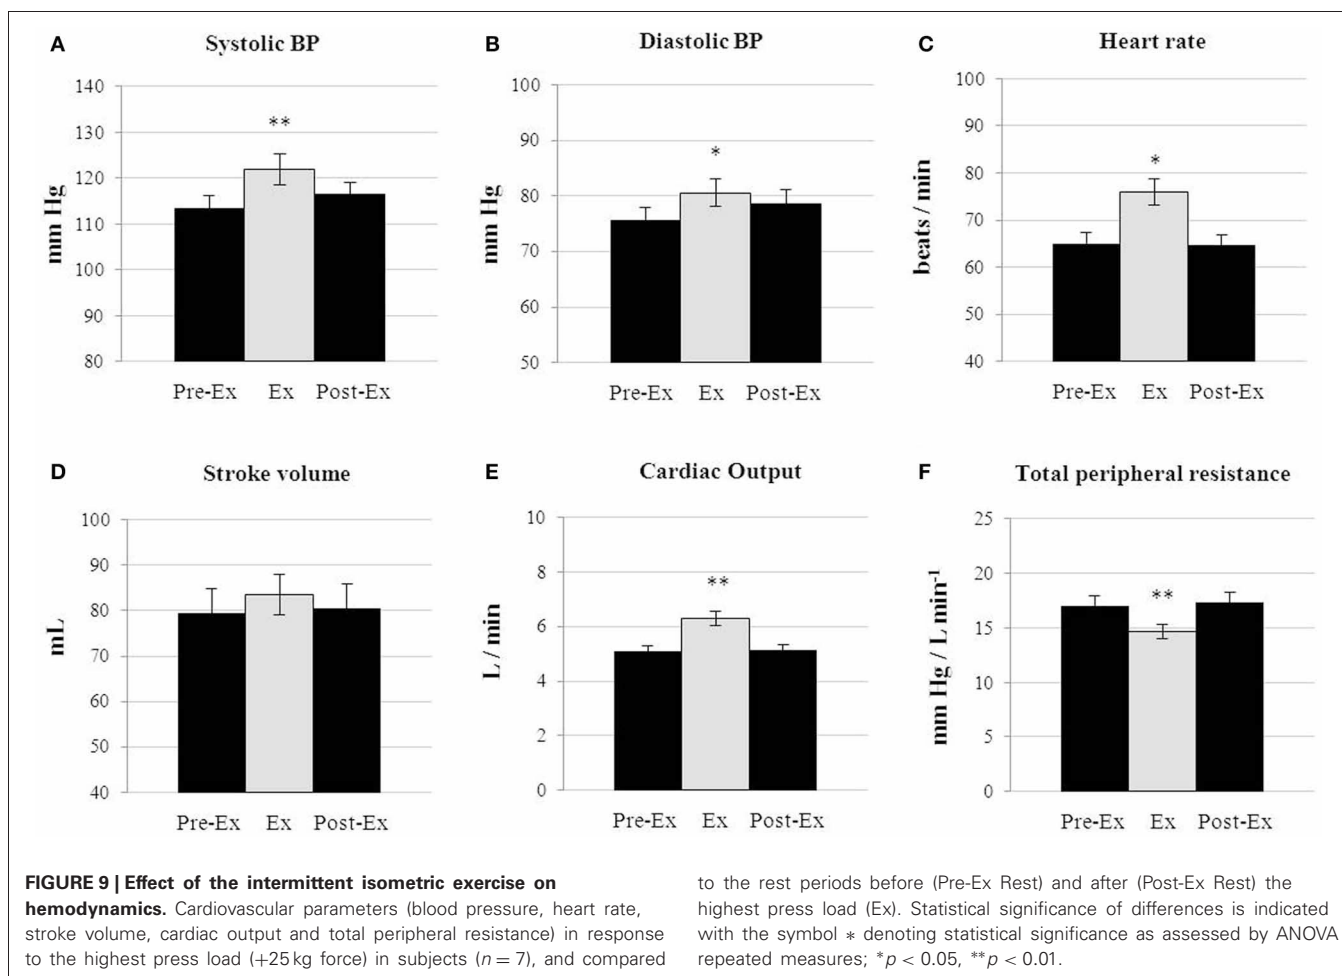 A Systolic BP
mm Hg
140
130
120
110
100
90
80
**
Pre-Ex Ex Post-Ex
B Diastolic BP
mm Hg
100
90
80
70
60
50
*
Pre-Ex Ex Post-Ex
C Heart rate
beats / min
100
90
80
70
60
50
40
*
Pre-Ex Ex Post-Ex
D Stroke volume
mL
100
90
80
70
60
50
40
Pre-Ex Ex Post-Ex
E Cardiac Output
L / min
10
8
6
4
2
0
**
Pre-Ex Ex Post-Ex
F Total peripheral resistance
mm Hg / L min⁻¹
25
20
15
10
5
0
**
Pre-Ex Ex Post-Ex
FIGURE 9 | Effect of the intermittent isometric exercise on
hemodynamics. Cardiovascular parameters (blood pressure, heart rate,
stroke volume, cardiac output and total peripheral resistance) in response
to the highest press load (+25 kg force) in subjects (n = 7), and compared
to the rest periods before (Pre-Ex Rest) and after (Post-Ex Rest) the
highest press load (Ex). Statistical significance of differences is indicated
with the symbol * denoting statistical significance as assessed by ANOVA
repeated measures; *p < 0.05, **p < 0.01.